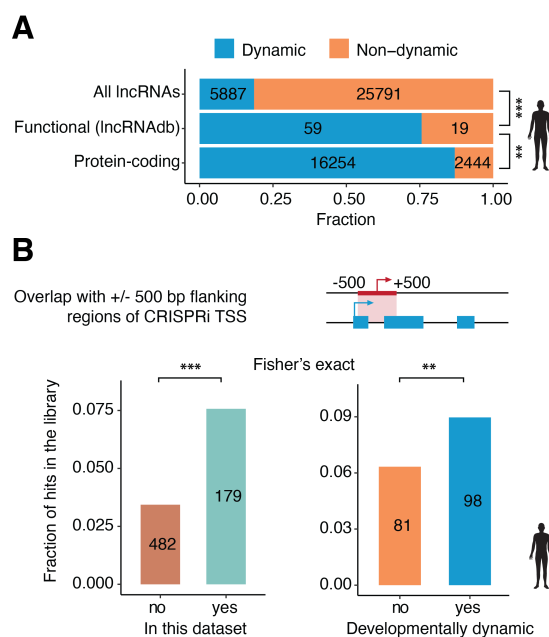 A
Dynamic
Non−dynamic
All lncRNAs
5887
25791
***
Functional (lncRNAdb)
59
19
Protein-coding
16254
2444
**
0.00
0.25
0.50
0.75
1.00
Fraction
B
Overlap with +/- 500 bp flanking
regions of CRISPRi TSS
-500
+500
Fisher's exact
Fraction of hits in the library
0.075
0.050
0.025
0.000
***
482
179
no
yes
In this dataset
0.09
0.06
0.03
0.00
**
81
98
no
yes
Developmentally dynamic